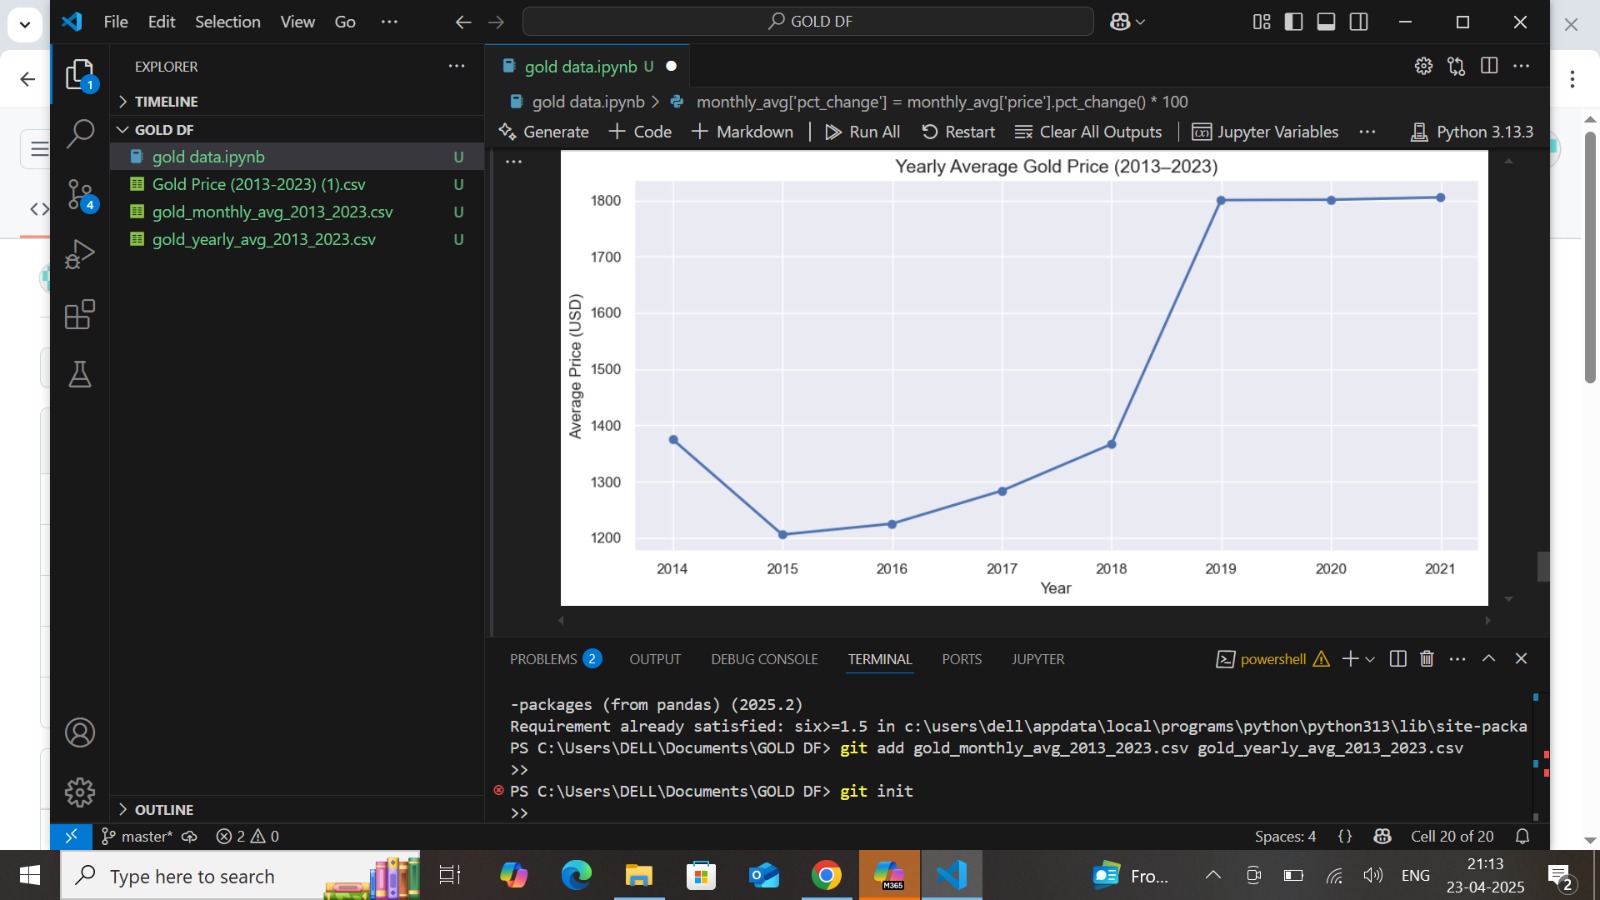 File Edit Selection View Go ··· GOLD DF
EXPLORER ···
TIMELINE
GOLD DF
gold data.ipynb U
Gold Price (2013-2023) (1).csv U
gold_monthly_avg_2013_2023.csv U
gold_yearly_avg_2013_2023.csv U
OUTLINE
1
4
gold data.ipynb U
gold data.ipynb > monthly_avg['pct_change'] = monthly_avg['price'].pct_change() * 100
Generate + Code + Markdown | Run All Restart Clear All Outputs | Jupyter Variables ··· Python 3.13.3
Yearly Average Gold Price (2013–2023)
Average Price (USD)
1800
1700
1600
1500
1400
1300
1200
2014 2015 2016 2017 2018 2019 2020 2021
Year
PROBLEMS 2 OUTPUT DEBUG CONSOLE TERMINAL PORTS JUPYTER powershell
-packages (from pandas) (2025.2)
Requirement already satisfied: six>=1.5 in c:\users\dell\appdata\local\programs\python\python313\lib\site-packa
PS C:\Users\DELL\Documents\GOLD DF> git add gold_monthly_avg_2013_2023.csv gold_yearly_avg_2013_2023.csv
>>
PS C:\Users\DELL\Documents\GOLD DF> git init
>>
master* 2 0 Spaces: 4 {} Cell 20 of 20
Type here to search M365 Fro... ENG 21:13
23-04-2025
2